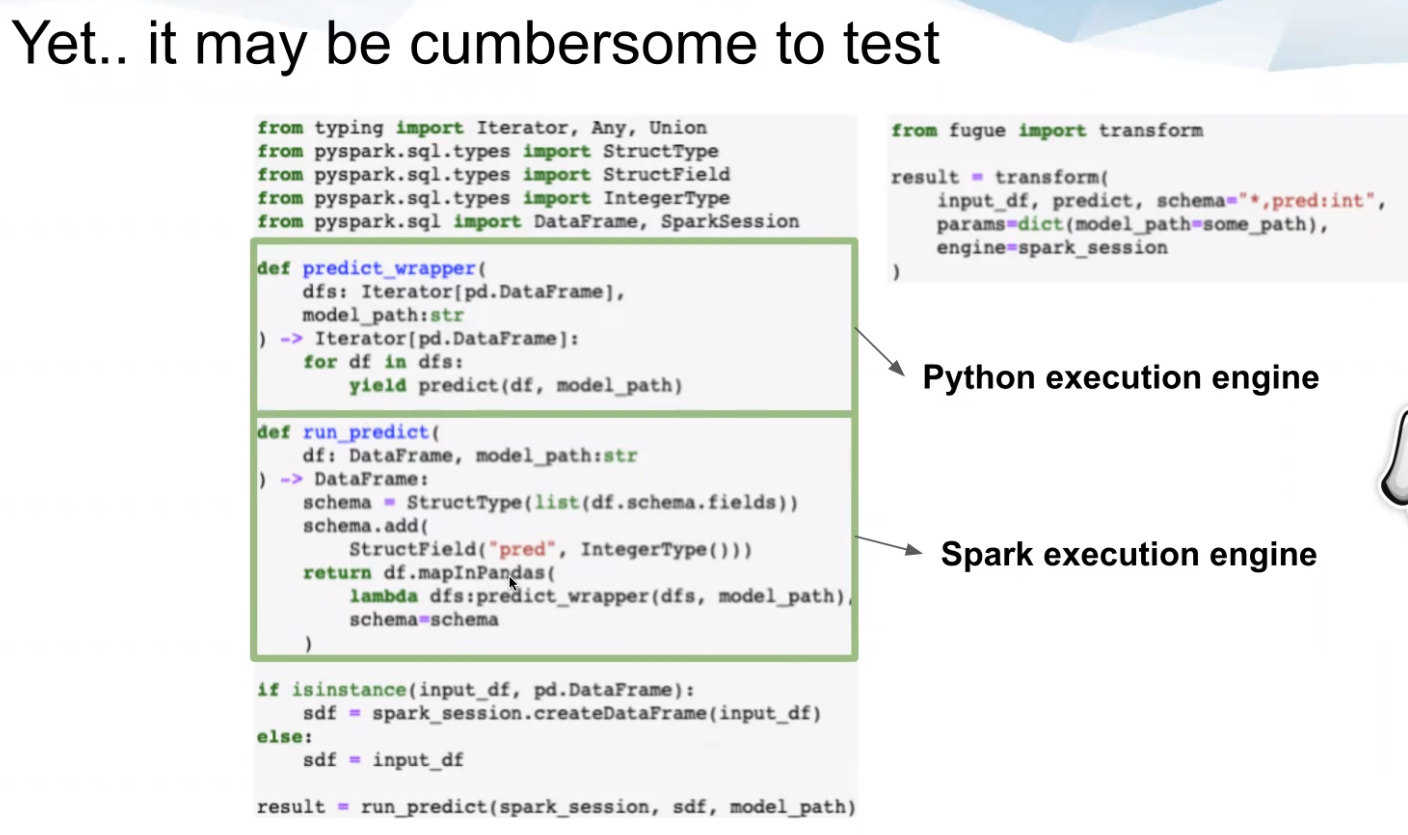 Yet.. it may be cumbersome to test
from typing import Iterator, Any, Union
from pyspark.sql.types import StructType
from pyspark.sql.types import StructField
from pyspark.sql.types import IntegerType
from pyspark.sql import DataFrame, SparkSession
def predict_wrapper(
    dfs: Iterator[pd.DataFrame],
    model_path:str
) -> Iterator[pd.DataFrame]:
    for df in dfs:
        yield predict(df, model_path)
def run_predict(
    df: DataFrame, model_path:str
) -> DataFrame:
    schema = StructType(list(df.schema.fields))
    schema.add(
        StructField("pred", IntegerType()))
    return df.mapInPandas(
        lambda dfs:predict_wrapper(dfs, model_path),
        schema=schema
    )
if isinstance(input_df, pd.DataFrame):
    sdf = spark_session.createDataFrame(input_df)
else:
    sdf = input_df
result = run_predict(spark_session, sdf, model_path)
from fugue import transform
result = transform(
    input_df, predict, schema="*,pred:int",
    params=dict(model_path=some_path),
    engine=spark_session
)
Python execution engine
Spark execution engine